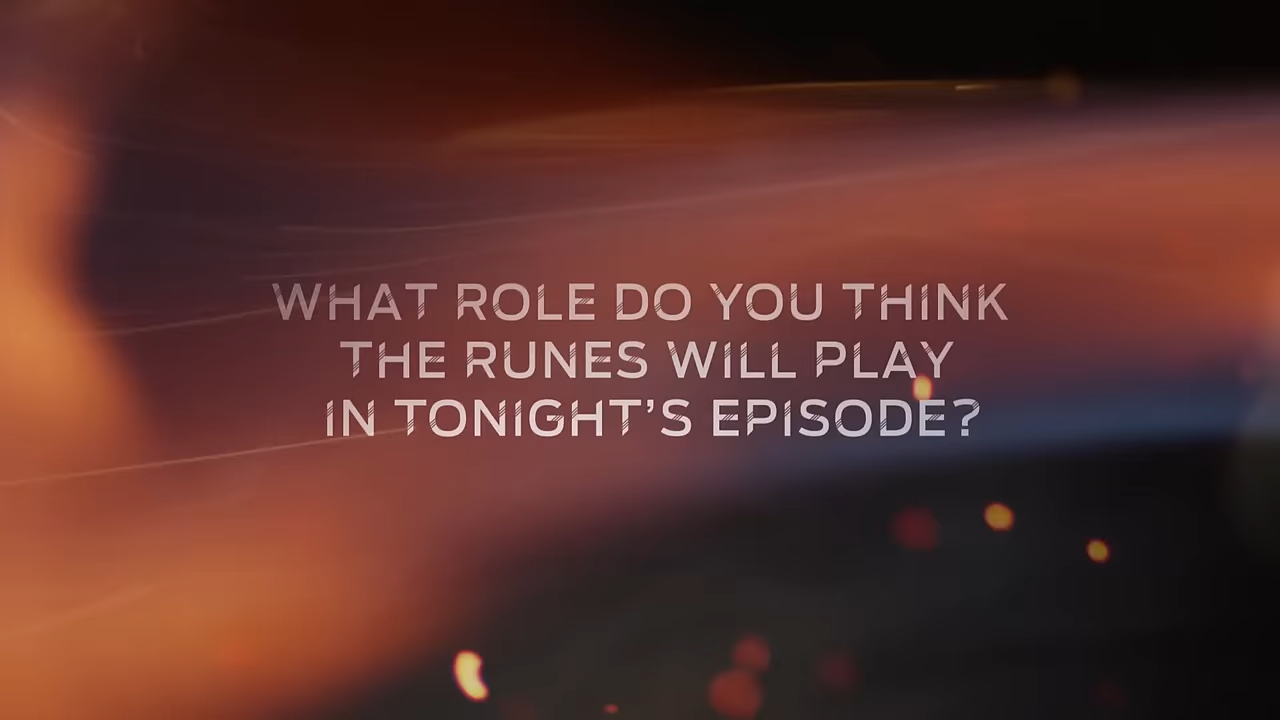 WHAT ROLE DO YOU THINK
THE RUNES WILL PLAY
IN TONIGHT'S EPISODE?